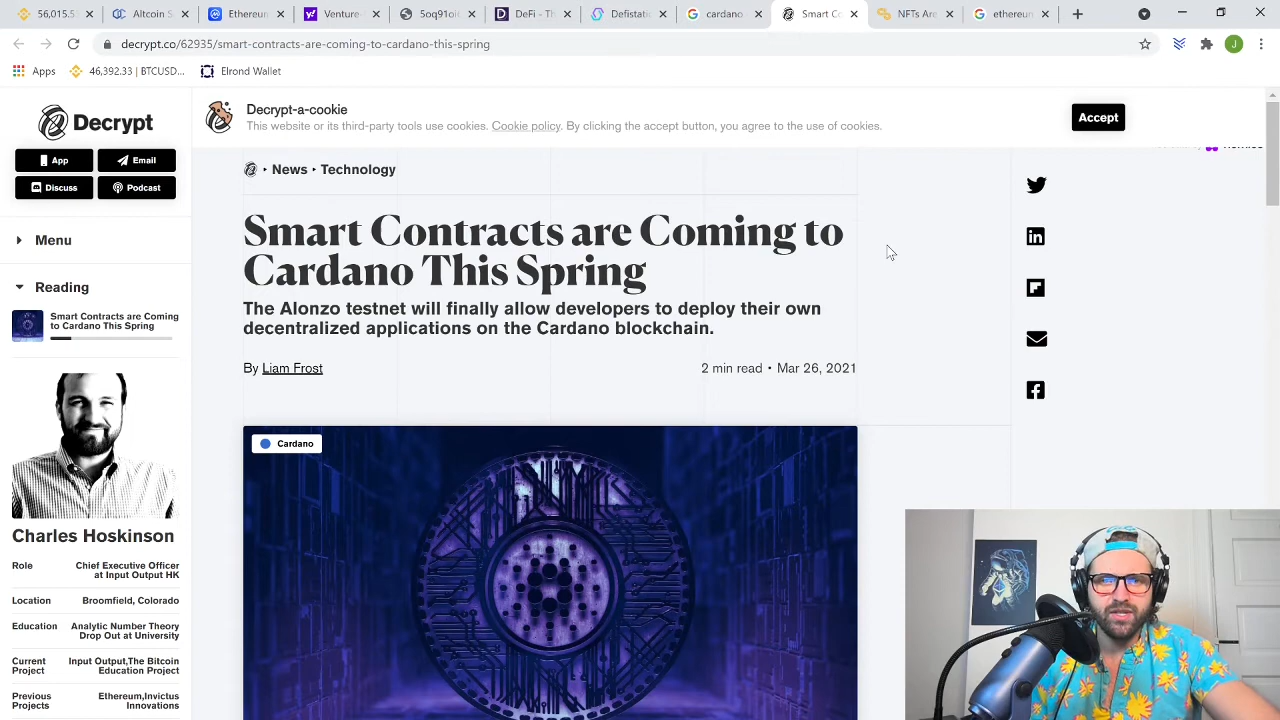 56,015.5
Altcoin S
Ethereun
Venture-
5oq91oic
DeFi - Th
Defistati
cardano
Smart Co
NFTs Are
ethereun
decrypt.co/62935/smart-contracts-are-coming-to-cardano-this-spring
J
Apps
46,392.33 | BTCUSD...
Elrond Wallet
Decrypt
App
Email
Discuss
Podcast
Menu
Reading
Smart Contracts are Coming
to Cardano This Spring
Charles Hoskinson
Role
Chief Executive Officer
at Input Output HK
Location
Broomfield, Colorado
Education
Analytic Number Theory
Drop Out at University
Current
Project
Input Output,The Bitcoin
Education Project
Previous
Projects
Ethereum,Invictus
Innovations
Decrypt-a-cookie
This website or its third-party tools use cookies. Cookie policy. By clicking the accept button, you agree to the use of cookies.
Accept
News
Technology
Smart Contracts are Coming to
Cardano This Spring
The Alonzo testnet will finally allow developers to deploy their own
decentralized applications on the Cardano blockchain.
By Liam Frost
2 min read • Mar 26, 2021
Cardano